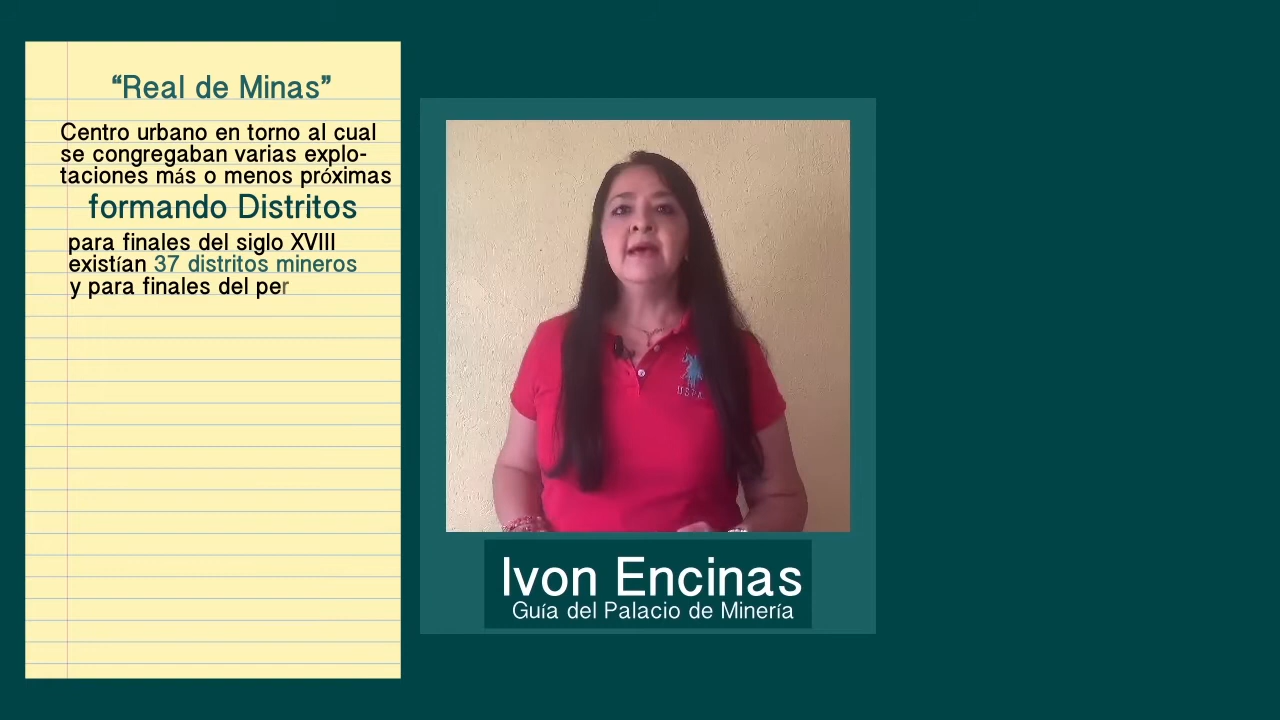 “Real de Minas”
Centro urbano en torno al cual
se congregaban varias explo-
taciones más o menos próximas
formando Distritos
para finales del siglo XVIII
existían 37 distritos mineros
y para finales del per
USPA
Ivon Encinas
Guía del Palacio de Minería